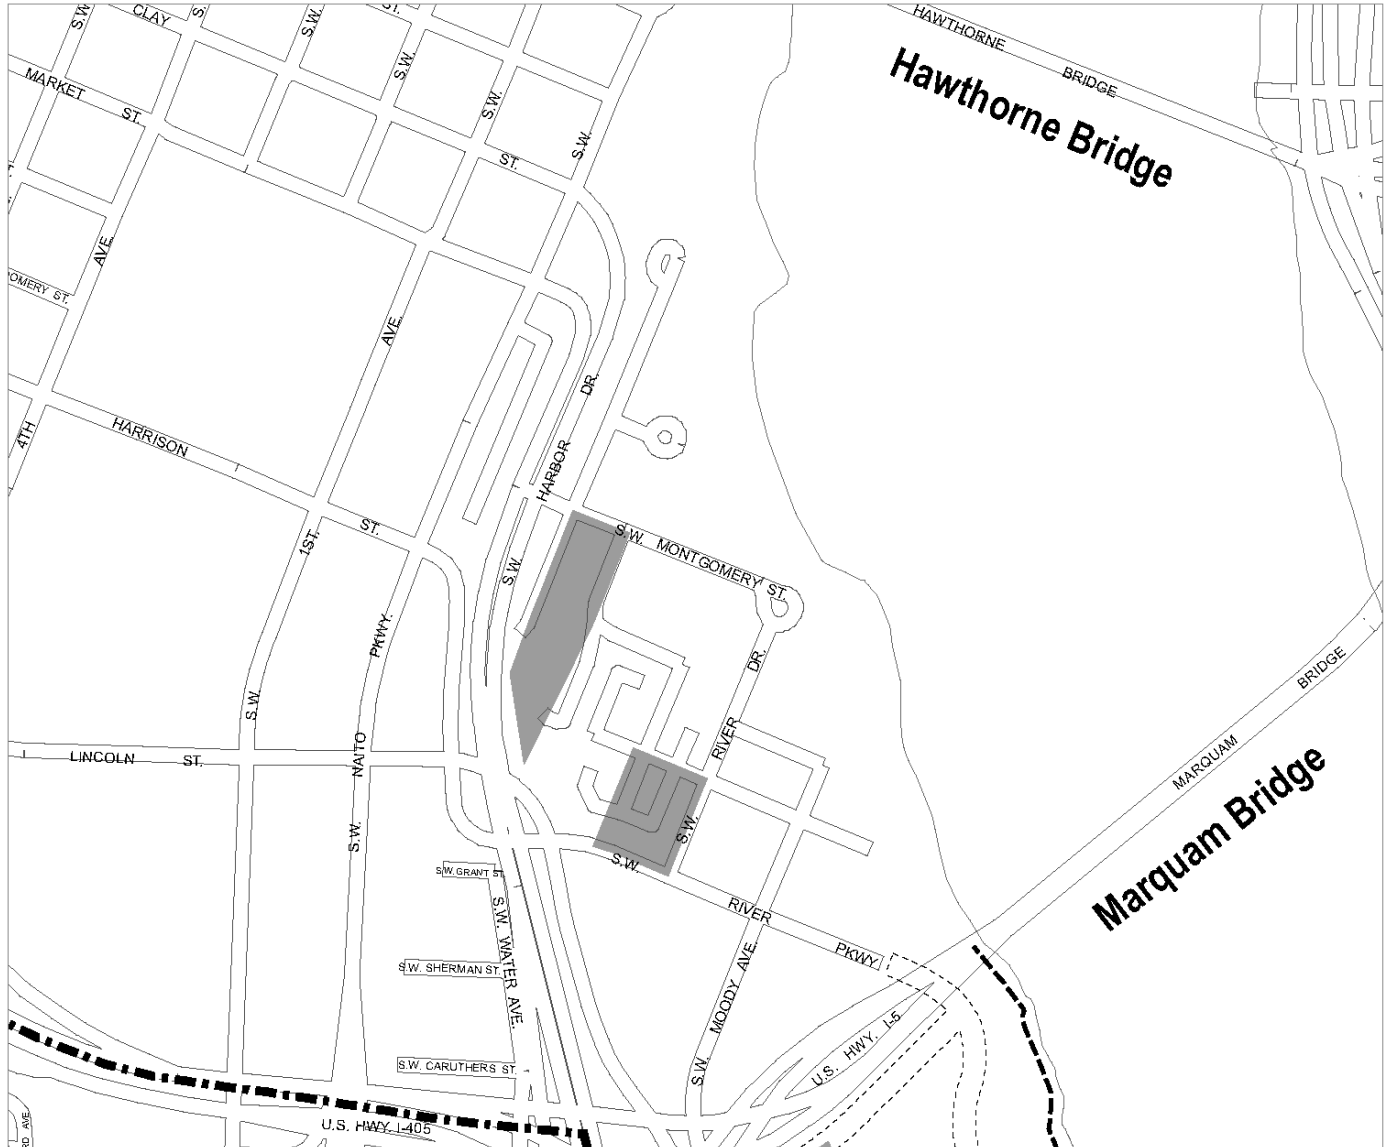 S.W.
CLAY
S.
S.W.
ST.
S.W.
HAWTHORNE
BRIDGE
Hawthorne Bridge
MARKET
ST.
S.W.
S.W.
ST.
AVE.
OMERY ST.
AVE.
DR.
4TH
HARRISON
HARBOR
ST.
1ST.
S.W.
S.W. MONTGOMERY ST.
PKWY.
DR.
BRIDGE
S.W.
NAITO
RIVER
LINCOLN
ST.
MARQUAM
Marquam Bridge
S.W.
S.W.
S.W.
S.W. GRANT ST.
RIVER
S.W. WATER AVE.
PKWY
S.W. SHERMAN ST.
AVE.
MOODY
U.S. HWY. I-5
S.W. CARUTHERS ST.
S.W.
U.S. HWY. I-405
RD AVE